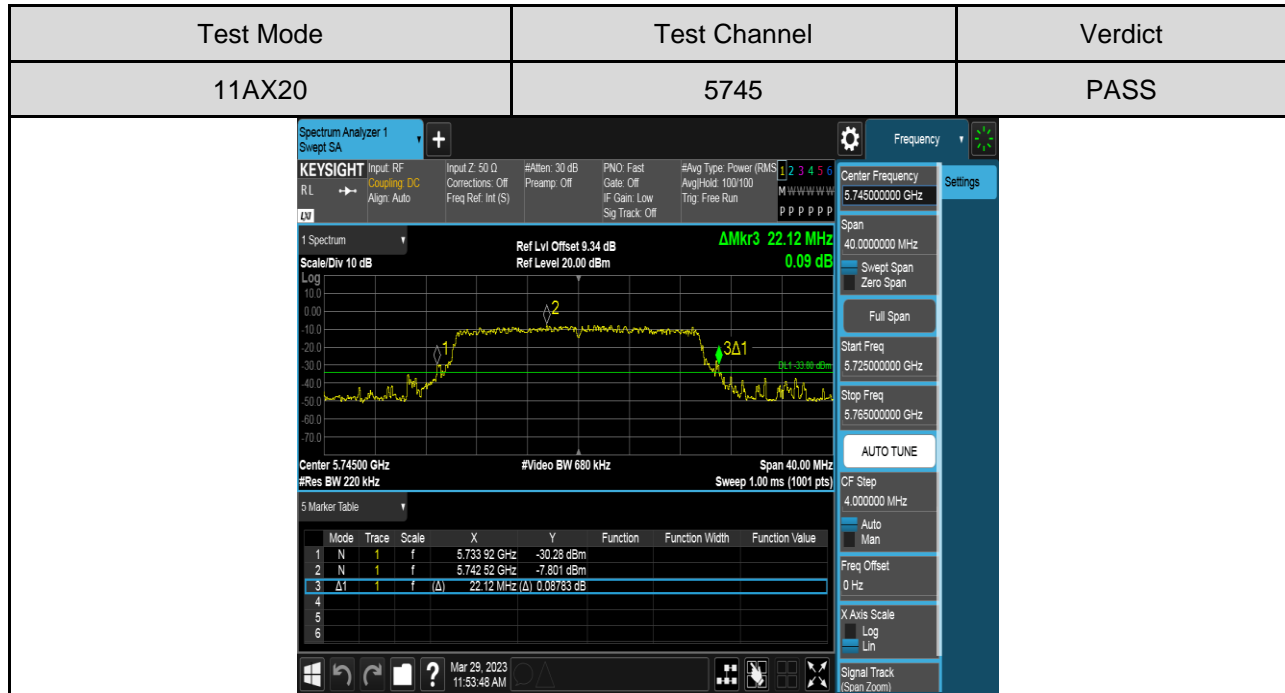 Test Mode Test Channel Verdict
11AX20 5745 PASS
Spectrum Analyzer 1
Swept SA
+
Frequency
Settings
KEYSIGHT Input: RF Input Z: 50 Ω #Atten: 30 dB PNO: Fast #Avg Type: Power (RMS 1 2 3 4 5 6
RL Coupling: DC Corrections: Off Preamp: Off Gate: Off Avg|Hold: 100/100 M W W W W W
Align: Auto Freq Ref: Int (S) IF Gain: Low Trig: Free Run
LXI Sig Track: Off P P P P P P
1 Spectrum
Ref Lvl Offset 9.34 dB ΔMkr3 22.12 MHz
Scale/Div 10 dB Ref Level 20.00 dBm 0.09 dB
Log
10.0
0.00
-10.0
-20.0
-30.0
-40.0
-50.0
-60.0
-70.0
1
2
3Δ1
DL1 -33.80 dBm
Center 5.74500 GHz #Video BW 680 kHz Span 40.00 MHz
#Res BW 220 kHz Sweep 1.00 ms (1001 pts)
5 Marker Table
Mode Trace Scale X Y Function Function Width Function Value
1 N 1 f 5.733 92 GHz -30.28 dBm
2 N 1 f 5.742 52 GHz -7.801 dBm
3 Δ1 1 f (Δ) 22.12 MHz (Δ) 0.08783 dB
4
5
6
Center Frequency
5.745000000 GHz
Span
40.0000000 MHz
Swept Span
Zero Span
Full Span
Start Freq
5.725000000 GHz
Stop Freq
5.765000000 GHz
AUTO TUNE
CF Step
4.000000 MHz
Auto
Man
Freq Offset
0 Hz
X Axis Scale
Log
Lin
Signal Track
(Span Zoom)
?
Mar 29, 2023
11:53:48 AM